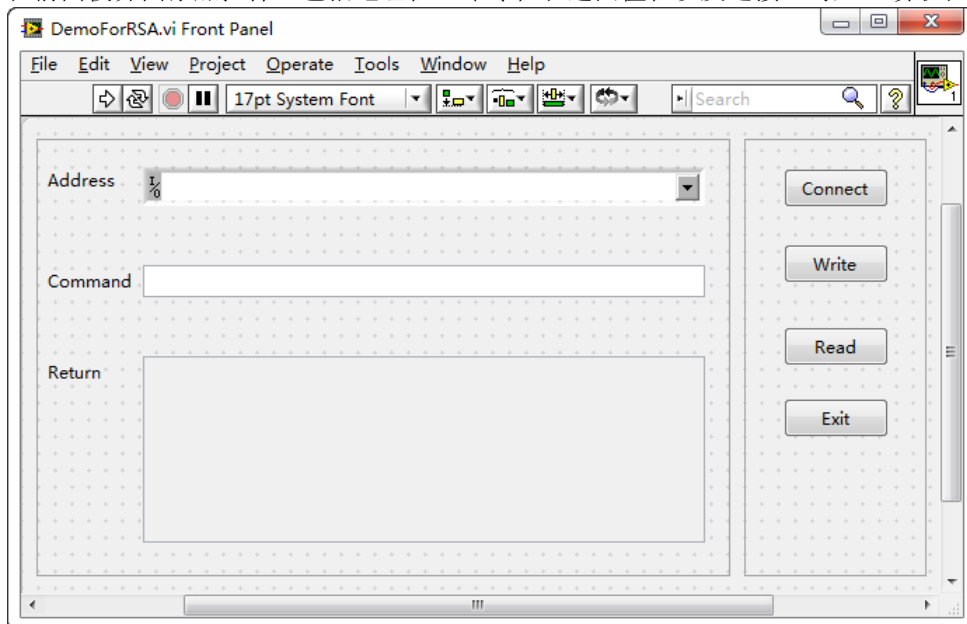 DemoForRSA.vi Front Panel
File Edit View Project Operate Tools Window Help
17pt System Font Search
1
Address
Connect
Write
Command
Read
Return
Exit